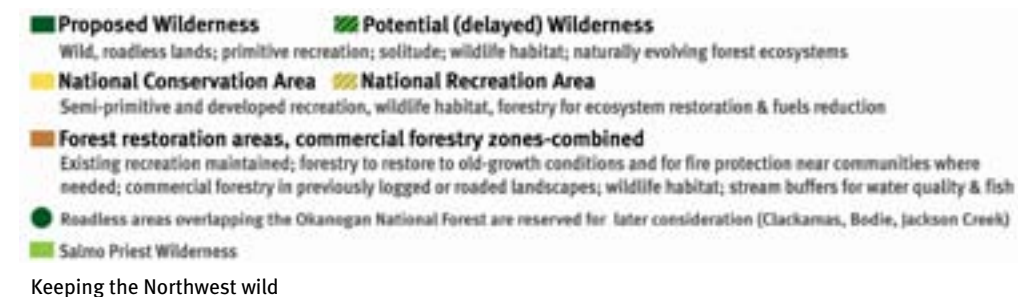 Proposed Wilderness Potential (delayed) Wilderness
Wild, roadless lands; primitive recreation; solitude; wildlife habitat; naturally evolving forest ecosystems
National Conservation Area National Recreation Area
Semi-primitive and developed recreation, wildlife habitat, forestry for ecosystem restoration & fuels reduction
Forest restoration areas, commercial forestry zones-combined
Existing recreation maintained; forestry to restore to old-growth conditions and for fire protection near communities where
needed; commercial forestry in previously logged or roaded landscapes; wildlife habitat; stream buffers for water quality & fish
Roadless areas overlapping the Okanogan National Forest are reserved for later consideration (Clackamas, Bodie, Jackson Creek)
Salmo Priest Wilderness
Keeping the Northwest wild